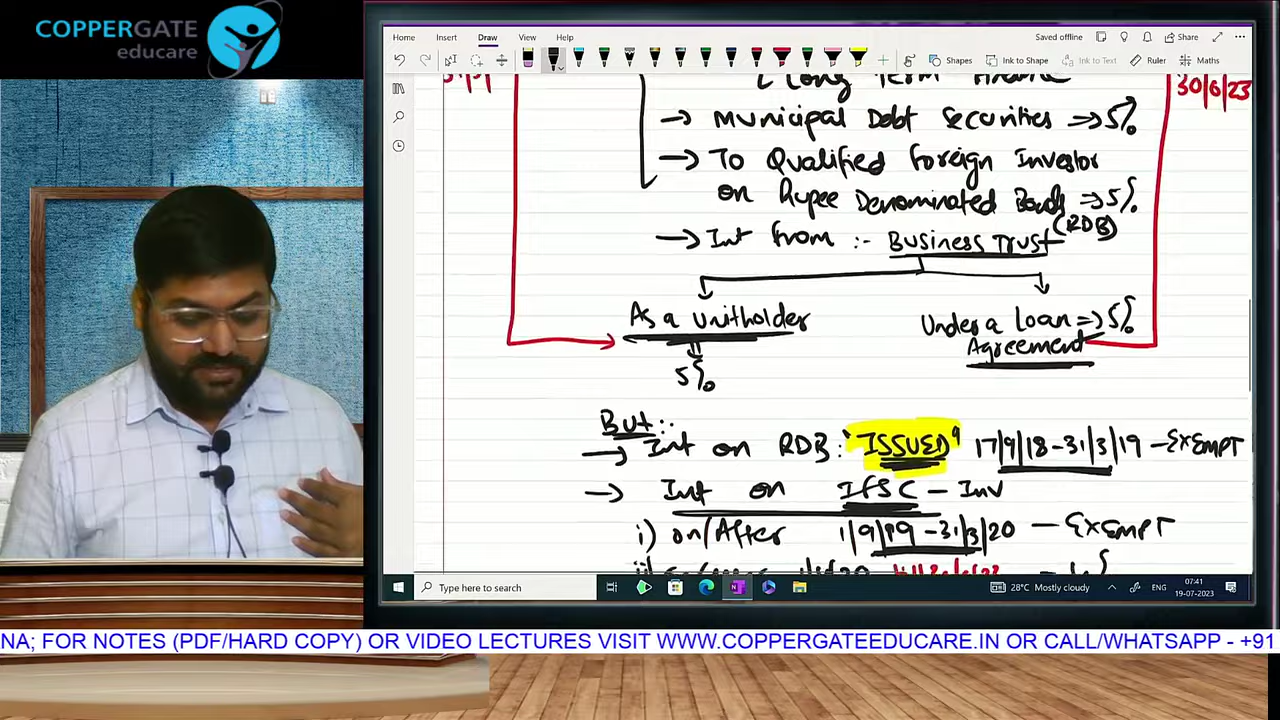 COPPERGATE
educare
Home Insert Draw View Help
Saved offline
Share
Shapes Ink to Shape Ink to Text Ruler Maths
& Long Term Finance
30/6/23
→ Municipal Debt Securities ⇒ 5%
→ To Qualified Foreign Investor
on Rupee Denominated Bonds ⇒ 5%
(RDB)
→ Int from :- Business Trust
As a Unitholder
5%
Under a Loan ⇒ 5%
Agreement
But :-
→ Int on RDB : "ISSUED" 17/9/18 - 31/3/19 - EXEMPT
→ Int on IFSC - Inv
i) on/After 1/9/19 - 31/3/20 - EXEMPT
Type here to search
28°C Mostly cloudy
ENG
07:41
19-07-2023
NA; FOR NOTES (PDF/HARD COPY) OR VIDEO LECTURES VISIT WWW.COPPERGATEEDUCARE.IN OR CALL/WHATSAPP - +91